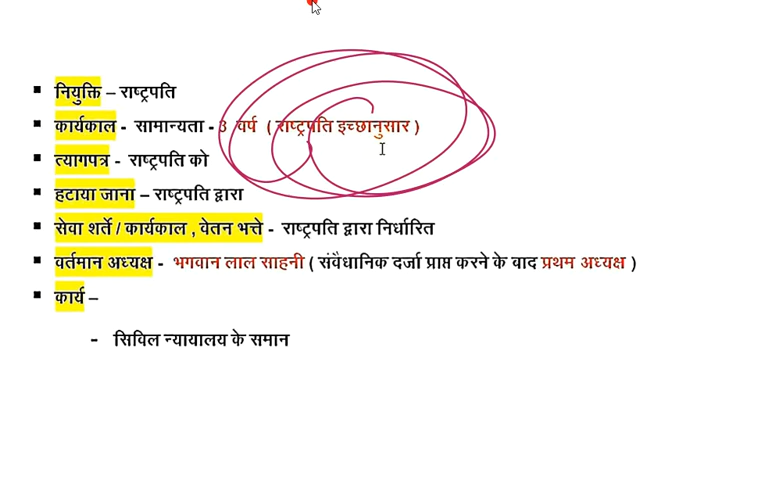 ▪ नियुक्ति – राष्ट्रपति
▪ कार्यकाल - सामान्यता - 3 वर्ष ( राष्ट्रपति इच्छानुसार )
▪ त्यागपत्र - राष्ट्रपति को
▪ हटाया जाना – राष्ट्रपति द्वारा
▪ सेवा शर्ते / कार्यकाल , वेतन भत्ते - राष्ट्रपति द्वारा निर्धारित
▪ वर्तमान अध्यक्ष - भगवान लाल साहनी ( संवैधानिक दर्जा प्राप्त करने के वाद प्रथम अध्यक्ष )
▪ कार्य –
- सिविल न्यायालय के समान